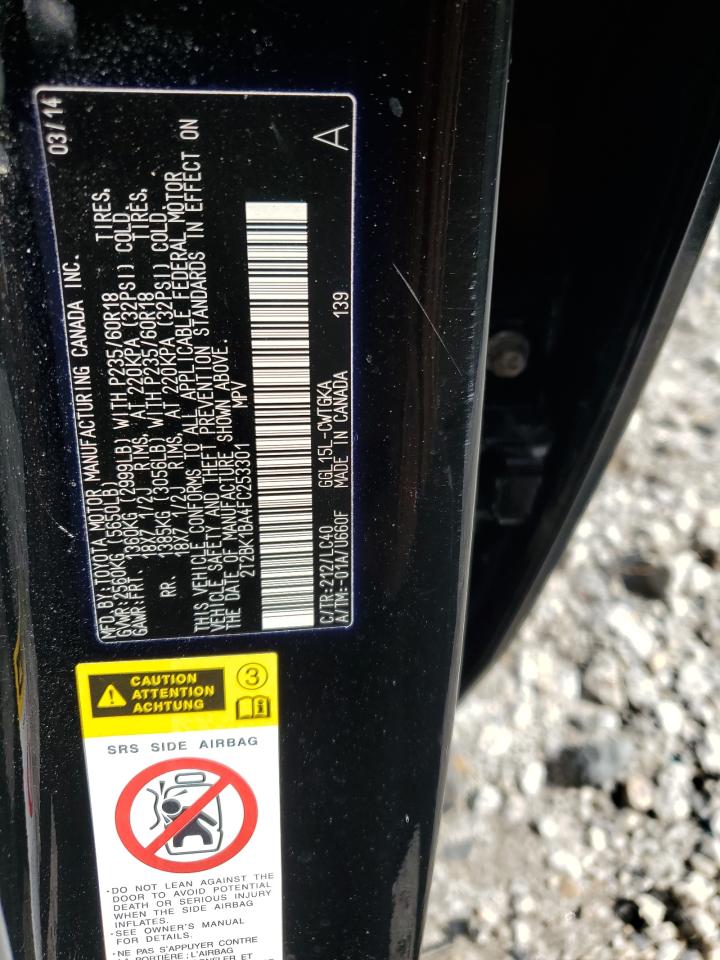 MFD BY: TOYOTA MOTOR MANUFACTURING CANADA INC. 03/14
GVWR: 2560KG (5650LB)
GAWR: FRT. 1360KG (2999LB) WITH P235/60R18 TIRES.
18X7 1/2J RIMS, AT 220KPA (32PSI) COLD.
RR. 1385KG (3056LB) WITH P235/60R18 TIRES.
18X7 1/2J RIMS, AT 220KPA (32PSI) COLD.
THIS VEHICLE CONFORMS TO ALL APPLICABLE FEDERAL MOTOR
VEHICLE SAFETY AND THEFT PREVENTION STANDARDS IN EFFECT ON
THE DATE OF MANUFACTURE SHOWN ABOVE.
2T2BK1BA4FC253301 MPV
C/TR:212/LC40 GGL15L-CWTGKA
A/TM:-01A/U660F MADE IN CANADA 139
A
CAUTION
ATTENTION
ACHTUNG
3
SRS SIDE AIRBAG
·DO NOT LEAN AGAINST THE
DOOR TO AVOID POTENTIAL
DEATH OR SERIOUS INJURY
WHEN THE SIDE AIRBAG
INFLATES.
·SEE OWNER'S MANUAL
FOR DETAILS.
·NE PAS S'APPUYER CONTRE
LA PORTIÈRE; L'AIRBAG
ET